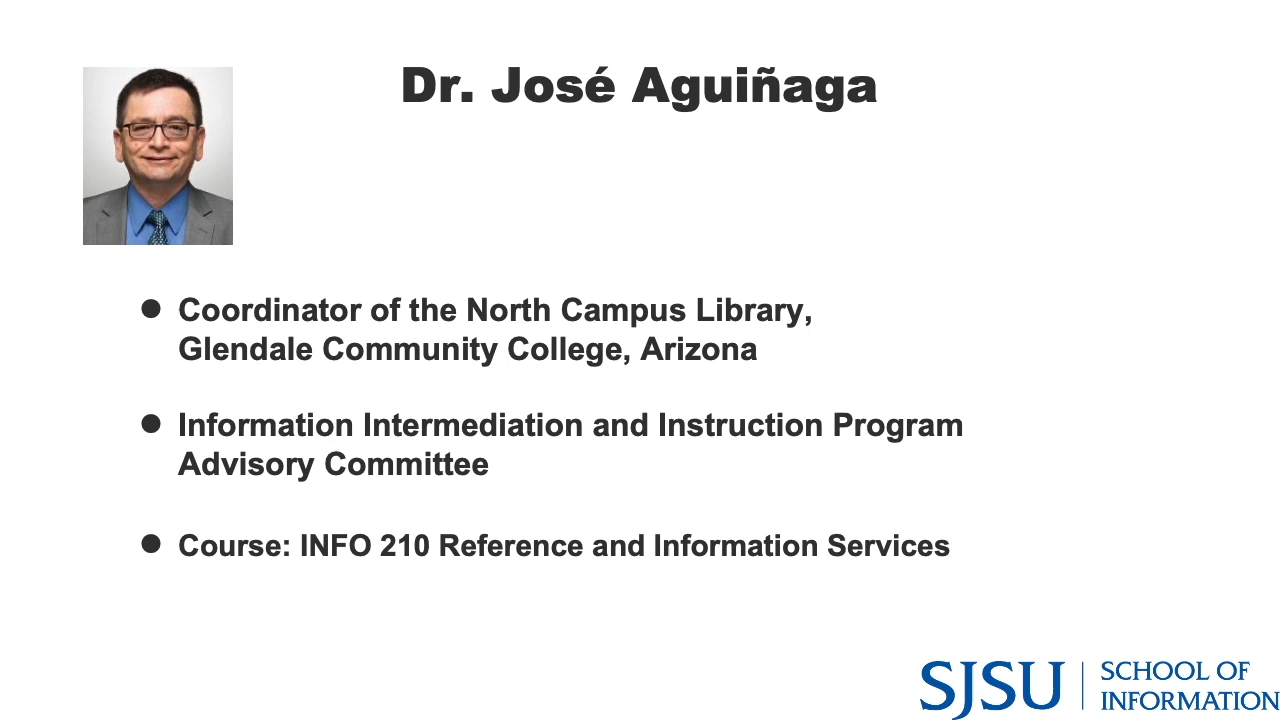 Dr. José Aguiñaga
● Coordinator of the North Campus Library,
Glendale Community College, Arizona
● Information Intermediation and Instruction Program
Advisory Committee
● Course: INFO 210 Reference and Information Services
SJSU | SCHOOL OF
INFORMATION